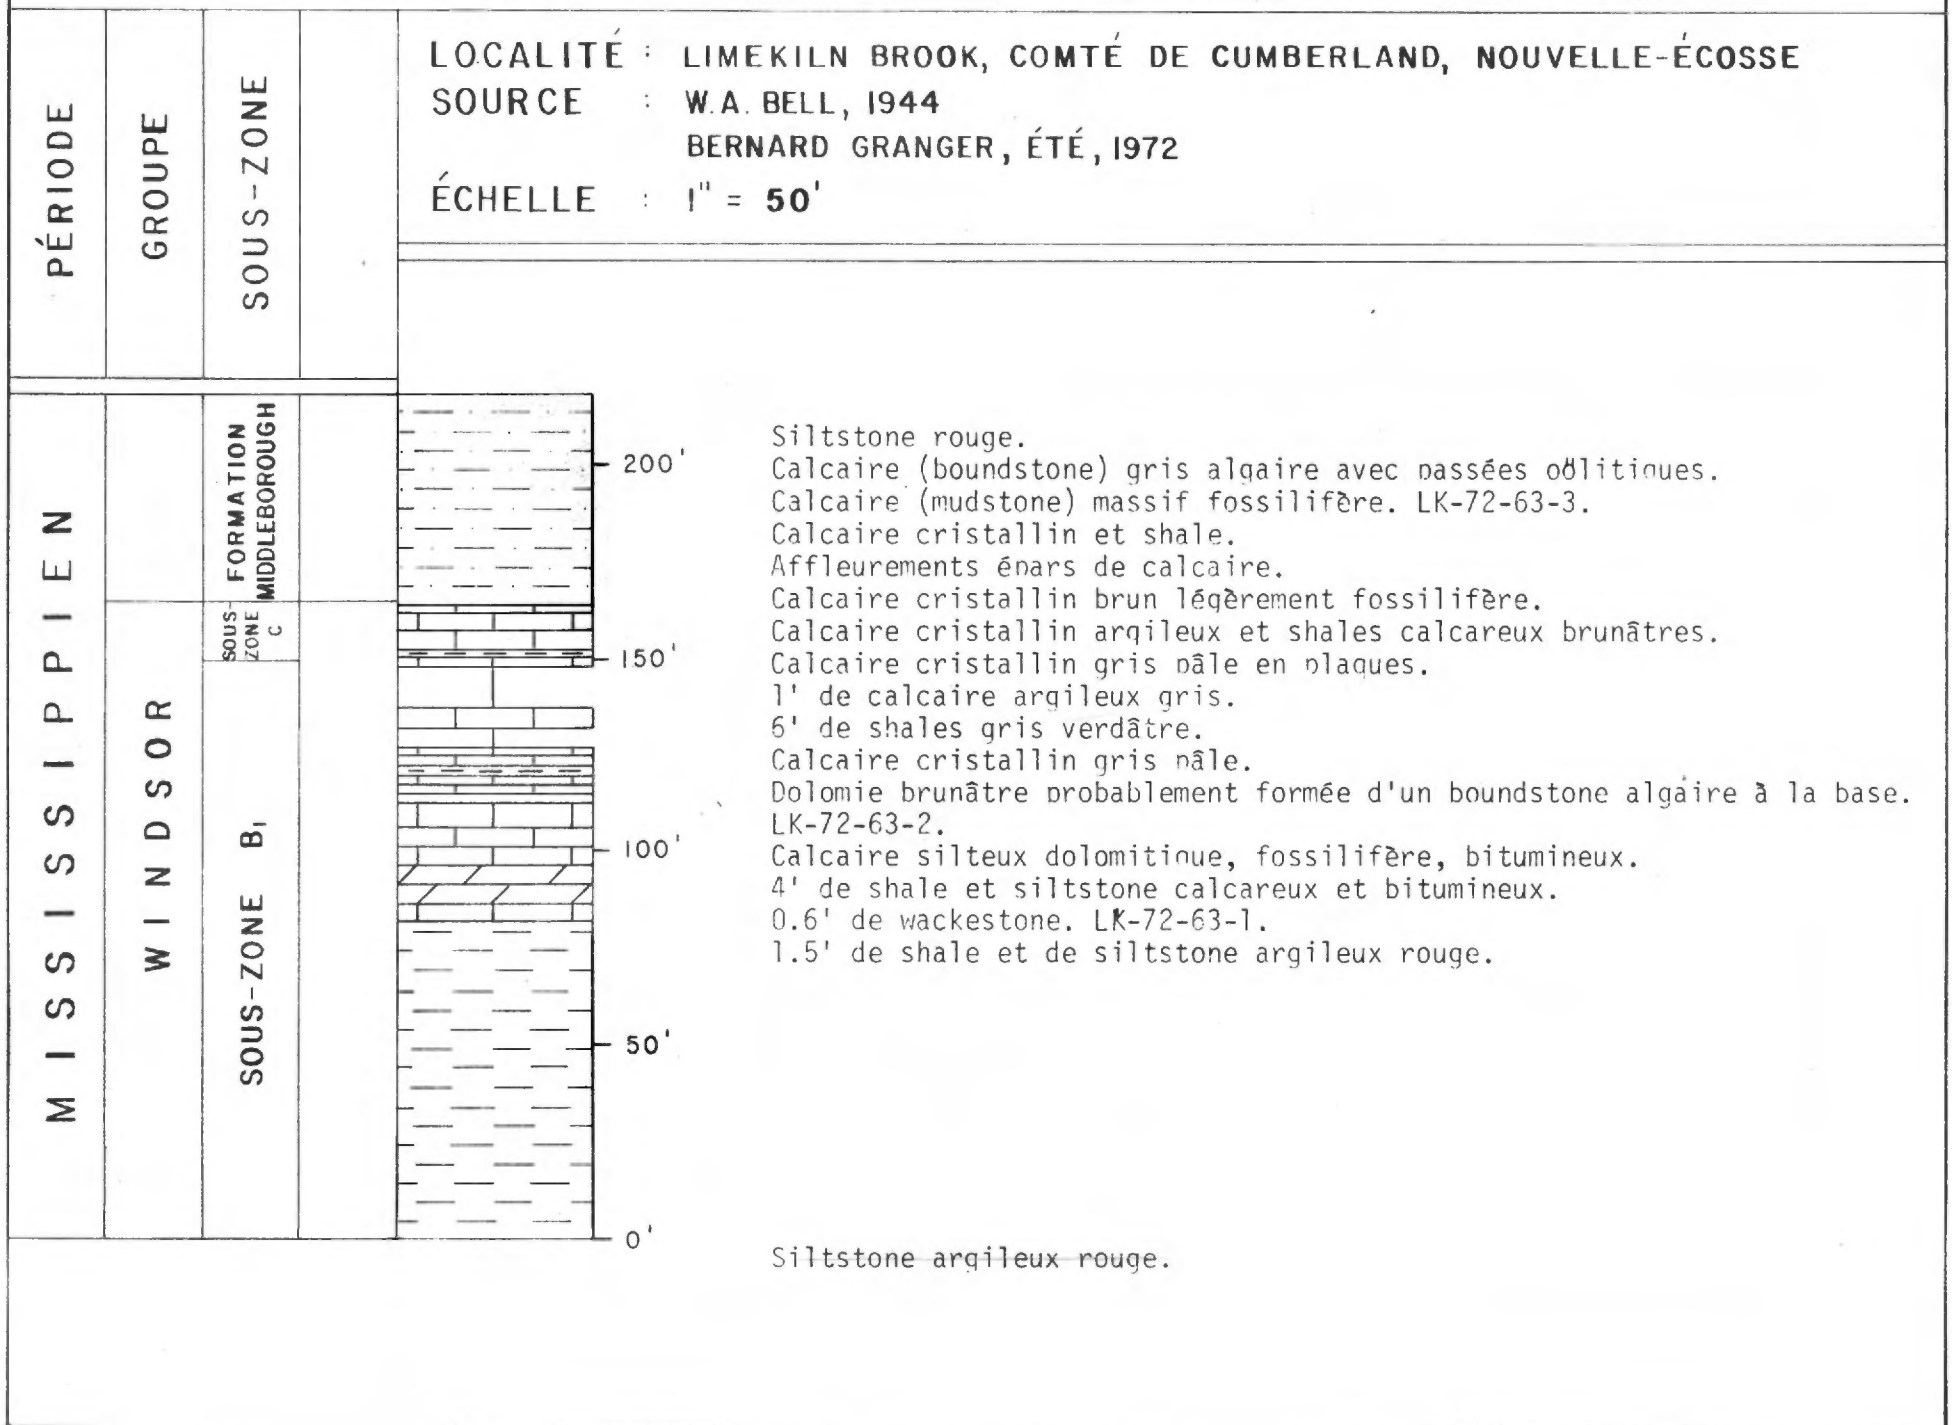 PÉRIODE
GROUPE
SOUS-ZONE
LOCALITÉ : LIMEKILN BROOK, COMTÉ DE CUMBERLAND, NOUVELLE-ÉCOSSE
SOURCE : W.A. BELL, 1944
BERNARD GRANGER, ÉTÉ, 1972
ÉCHELLE : 1" = 50'
MISSISSIPPIEN
WINDSOR
FORMATION
MIDDLEBOROUGH
SOUS-
ZONE
C
SOUS-ZONE B1
200'
150'
100'
50'
0'
Siltstone rouge.
Calcaire (boundstone) gris algaire avec passées oölitiques.
Calcaire (mudstone) massif fossilifère. LK-72-63-3.
Calcaire cristallin et shale.
Affleurements épars de calcaire.
Calcaire cristallin brun légèrement fossilifère.
Calcaire cristallin argileux et shales calcareux brunâtres.
Calcaire cristallin gris pâle en plaques.
1' de calcaire argileux gris.
6' de shales gris verdâtre.
Calcaire cristallin gris pâle.
Dolomie brunâtre probablement formée d'un boundstone algaire à la base.
LK-72-63-2.
Calcaire silteux dolomitique, fossilifère, bitumineux.
4' de shale et siltstone calcareux et bitumineux.
0.6' de wackestone. LK-72-63-1.
1.5' de shale et de siltstone argileux rouge.
Siltstone argileux rouge.